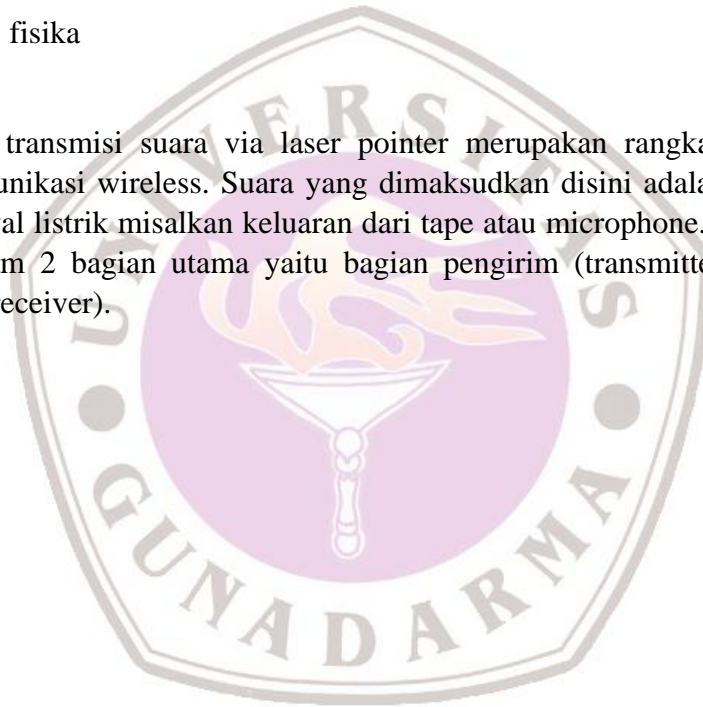 fisika
transmisi suara via laser pointer merupakan rangka
unikasi wireless. Suara yang dimaksudkan disini adala
al listrik misalkan keluaran dari tape atau microphone.
m 2 bagian utama yaitu bagian pengirim (transmitte
receiver).
UNIVERSITAS
GUNADARMA